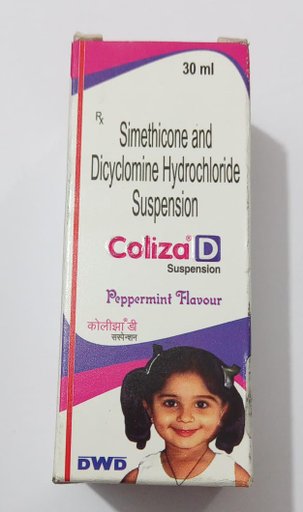 30 ml
Rx
Simethicone and
Dicyclomine Hydrochloride
Suspension
Coliza® D
Suspension
Peppermint Flavour
कोलीझा® डी
सस्पेन्शन
DWD